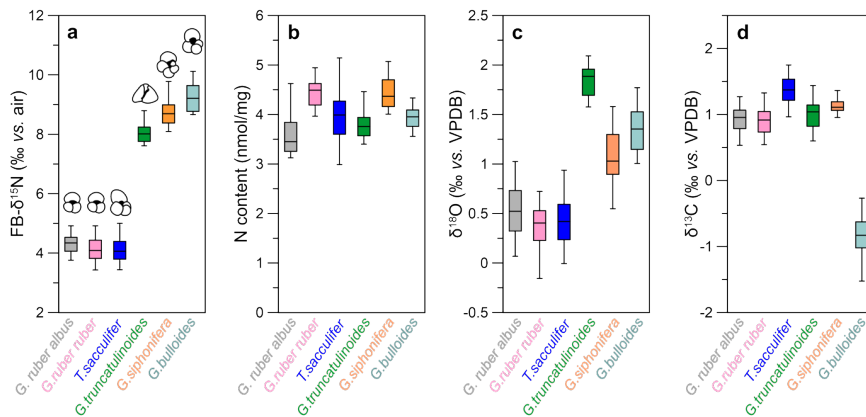 a
FB-δ¹⁵N (‰ vs. air)
12
10
8
6
4
2
G. ruber albus
G.ruber ruber
T.sacculifer
G.truncatulinoides
G.siphonifera
G.bulloides
b
N content (nmol/mg)
6
5
4
3
2
1
0
G. ruber albus
G.ruber ruber
T.sacculifer
G.truncatulinoides
G.siphonifera
G.bulloides
c
δ¹⁸O (‰ vs. VPDB)
2.5
2
1.5
1
0.5
0
-0.5
G. ruber albus
G.ruber ruber
T.sacculifer
G.truncatulinoides
G.siphonifera
G.bulloides
d
δ¹³C (‰ vs. VPDB)
2
1
0
-1
-2
G. ruber albus
G.ruber ruber
T.sacculifer
G.truncatulinoides
G.siphonifera
G.bulloides